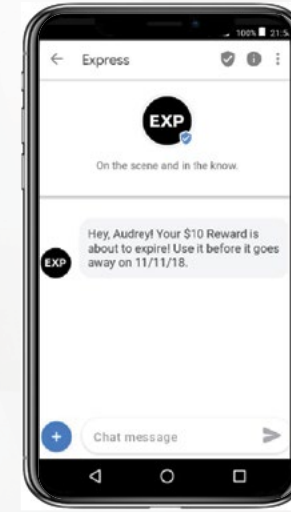 100% 21:5
Express
EXP
On the scene and in the know.
Hey, Audrey! Your $10 Reward is
about to expire! Use it before it goes
away on 11/11/18.
EXP
Chat message